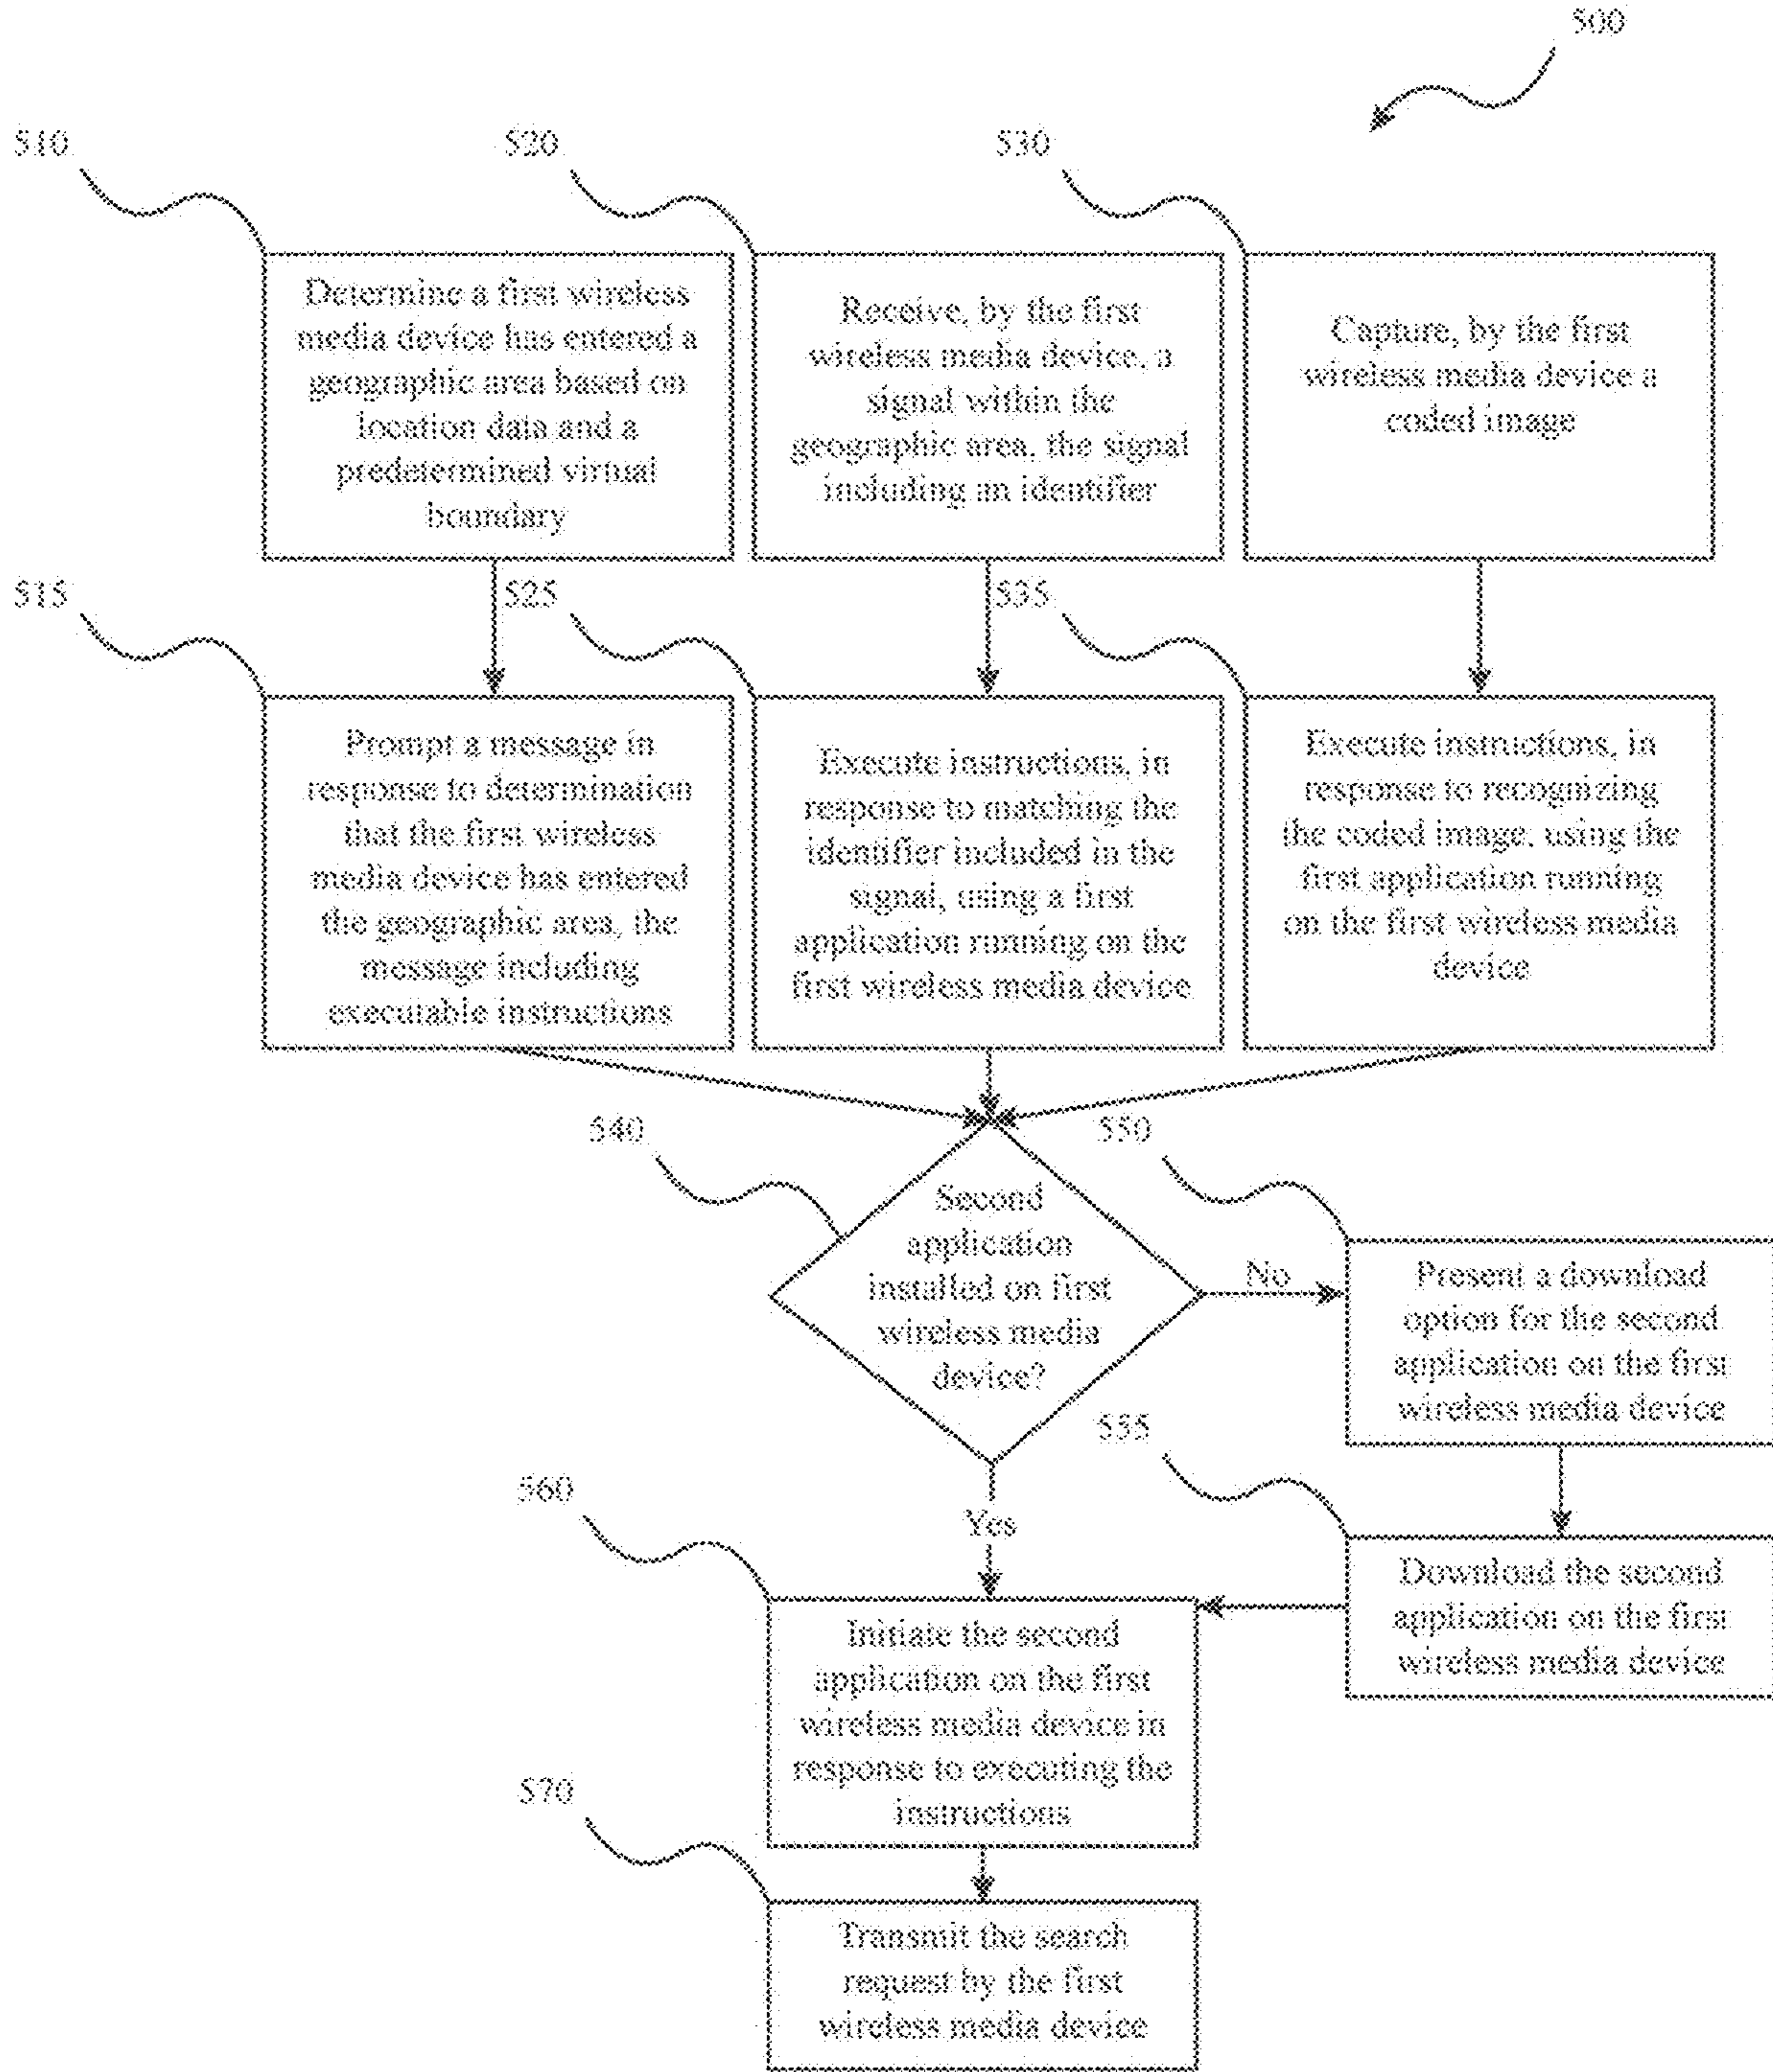 500
510
520
530
Determine a first wireless
media device has entered a
geographic area based on
location data and a
predetermined virtual
boundary
Receive, by the first
wireless media device, a
signal within the
geographic area, the signal
including an identifier
Capture, by the first
wireless media device a
coded image
515
525
535
Prompt a message in
response to determination
that the first wireless
media device has entered
the geographic area, the
message including
executable instructions
Execute instructions, in
response to matching the
identifier included in the
signal, using a first
application running on the
first wireless media device
Execute instructions, in
response to recognizing
the coded image, using the
first application running
on the first wireless media
device
540
550
Second
application
installed on first
wireless media
device?
No
Present a download
option for the second
application on the first
wireless media device
555
560
Yes
Download the second
application on the first
wireless media device
Initiate the second
application on the first
wireless media device in
response to executing the
instructions
570
Transmit the search
request by the first
wireless media device